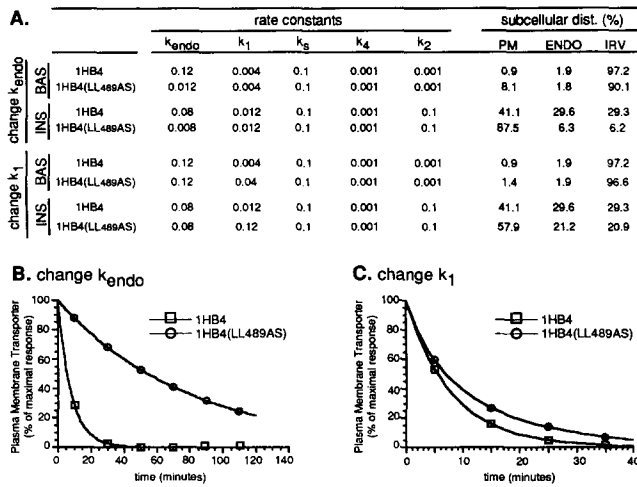 A.
rate constants subcellular dist. (%)
kendo k1 ks k4 k2 PM ENDO IRV
change kendo
BAS
1HB4 0.12 0.004 0.1 0.001 0.001 0.9 1.9 97.2
1HB4(LL489AS) 0.012 0.004 0.1 0.001 0.001 8.1 1.8 90.1
INS
1HB4 0.08 0.012 0.1 0.001 0.1 41.1 29.6 29.3
1HB4(LL489AS) 0.008 0.012 0.1 0.001 0.1 87.5 6.3 6.2
change k1
BAS
1HB4 0.12 0.004 0.1 0.001 0.001 0.9 1.9 97.2
1HB4(LL489AS) 0.12 0.04 0.1 0.001 0.001 1.4 1.9 96.6
INS
1HB4 0.08 0.012 0.1 0.001 0.1 41.1 29.6 29.3
1HB4(LL489AS) 0.08 0.12 0.1 0.001 0.1 57.9 21.2 20.9
B. change kendo
1HB4
1HB4(LL489AS)
Plasma Membrane Transporter
(% of maximal response)
100
80
60
40
20
0
0 20 40 60 80 100 120 140
time (minutes)
C. change k1
1HB4
1HB4(LL489AS)
Plasma Membrane Transporter
(% of maximal response)
100
80
60
40
20
0
0 10 20 30 40
time (minutes)